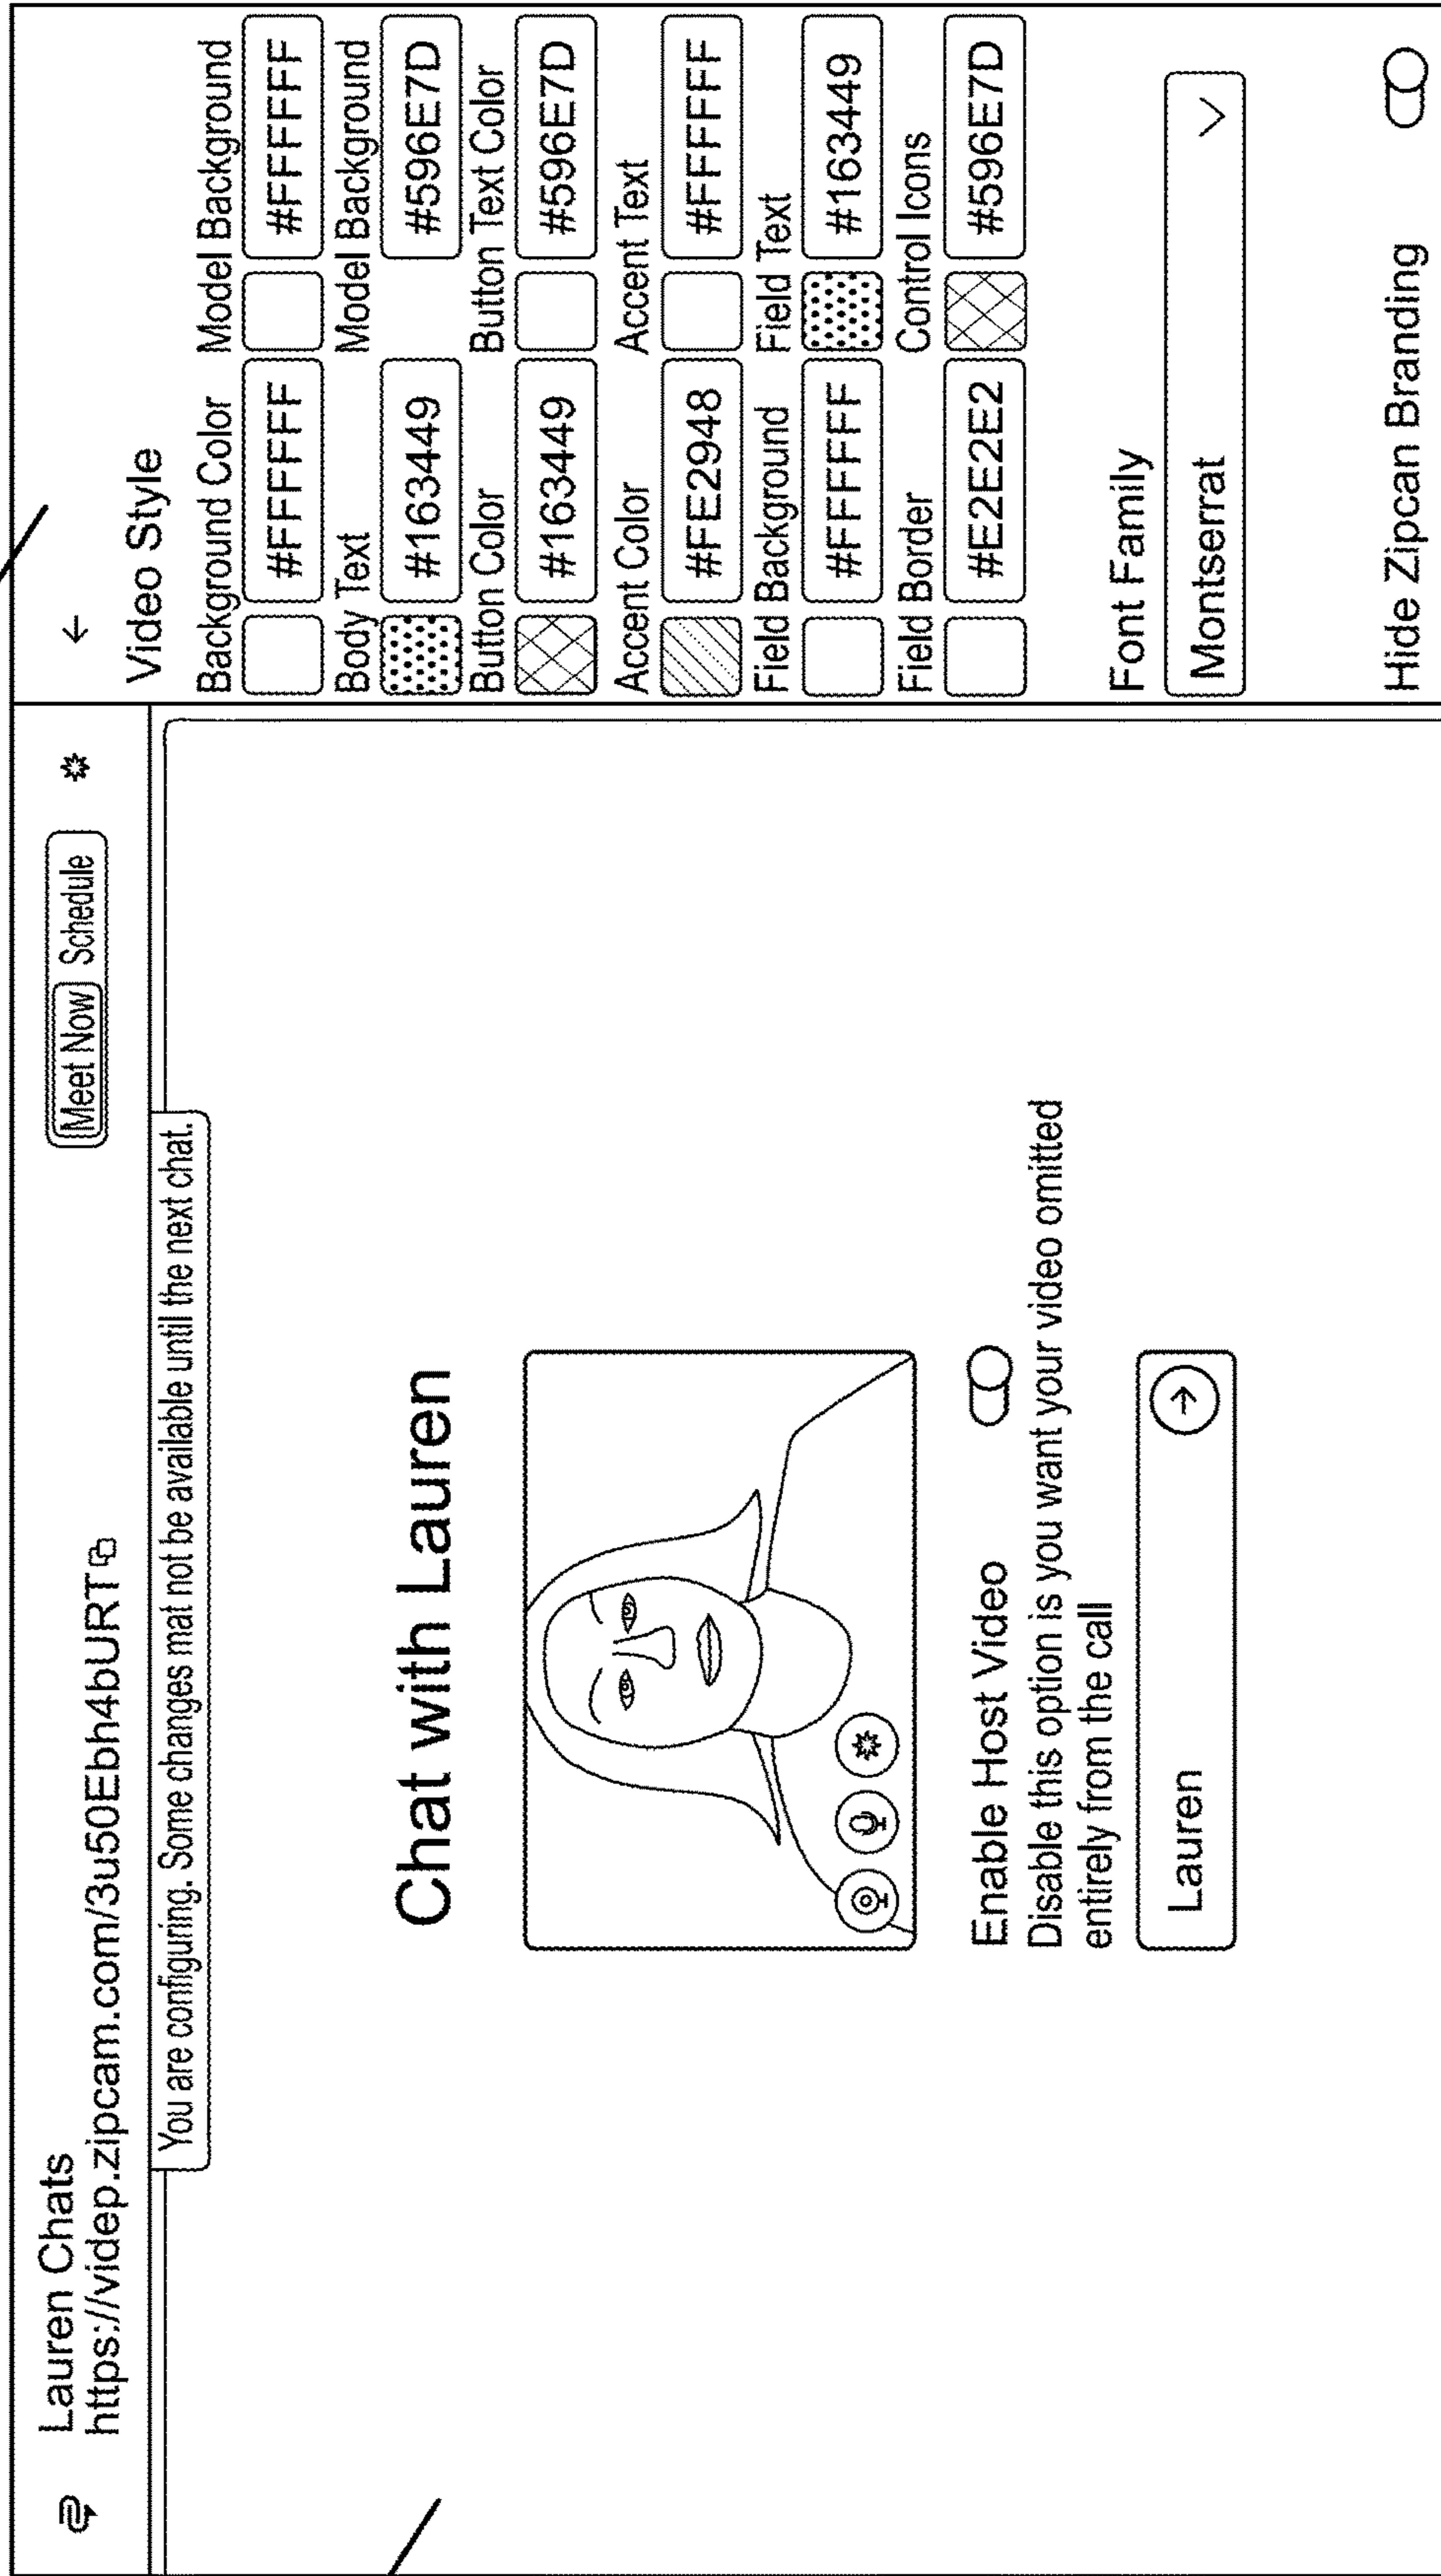 Lauren Chats
https://videp.zipcam.com/3u50Ebh4bURT
Meet Now Schedule
You are configuring. Some changes mat not be available until the next chat.
Chat with Lauren
Enable Host Video
Disable this option is you want your video omitted
entirely from the call
Lauren
Video Style
Background Color Model Background
#FFFFFF #FFFFFF
Body Text Model Background
#163449 #596E7D
Button Color Button Text Color
#163449 #596E7D
Accent Color Accent Text
#FE2948 #FFFFFF
Field Background Field Text
#FFFFFF #163449
Field Border Control Icons
#E2E2E2 #596E7D
Font Family
Montserrat
Hide Zipcan Branding